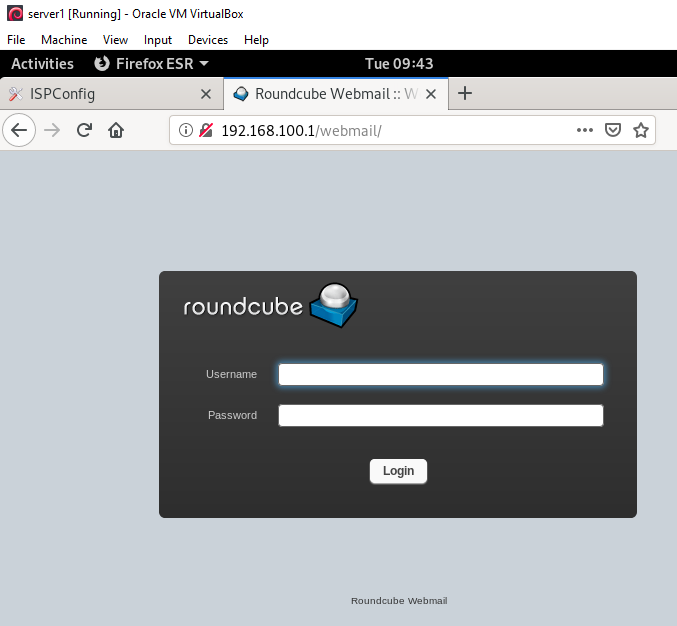 server1 [Running] - Oracle VM VirtualBox
File Machine View Input Devices Help
Activities Firefox ESR Tue 09:43
ISPConfig Roundcube Webmail :: W
192.168.100.1/webmail/
roundcube
Username
Password
Login
Roundcube Webmail